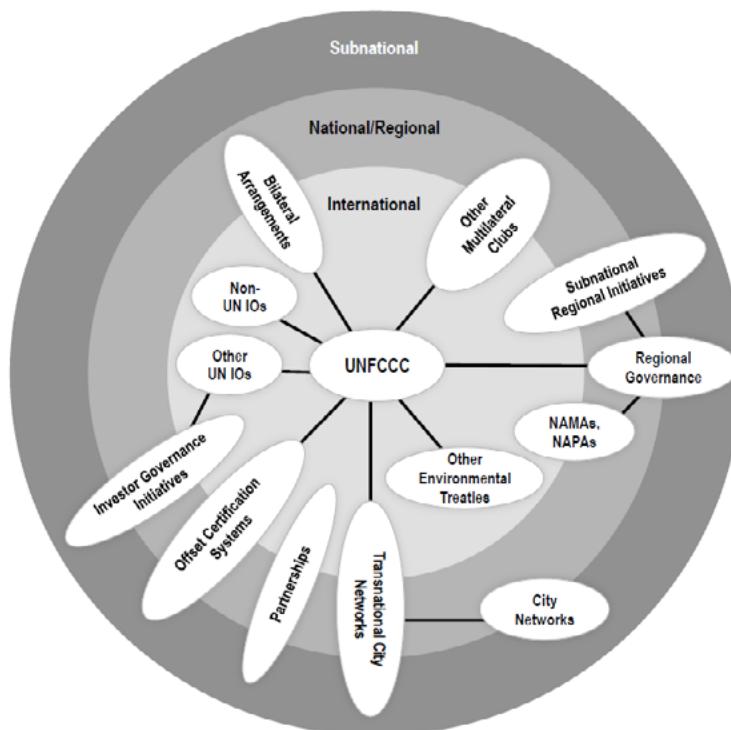 Subnational
National/Regional
International
Bilateral
Arrangements
Other
Multilateral
Clubs
Subnational
Regional Initiatives
Non-
UN IOs
Other
UN IOs
UNFCCC
Regional
Governance
NAMAs,
NAPAs
Other
Environmental
Treaties
Investor Governance
Initiatives
Offset Certification
Systems
Partnerships
Transnational City
Networks
City
Networks